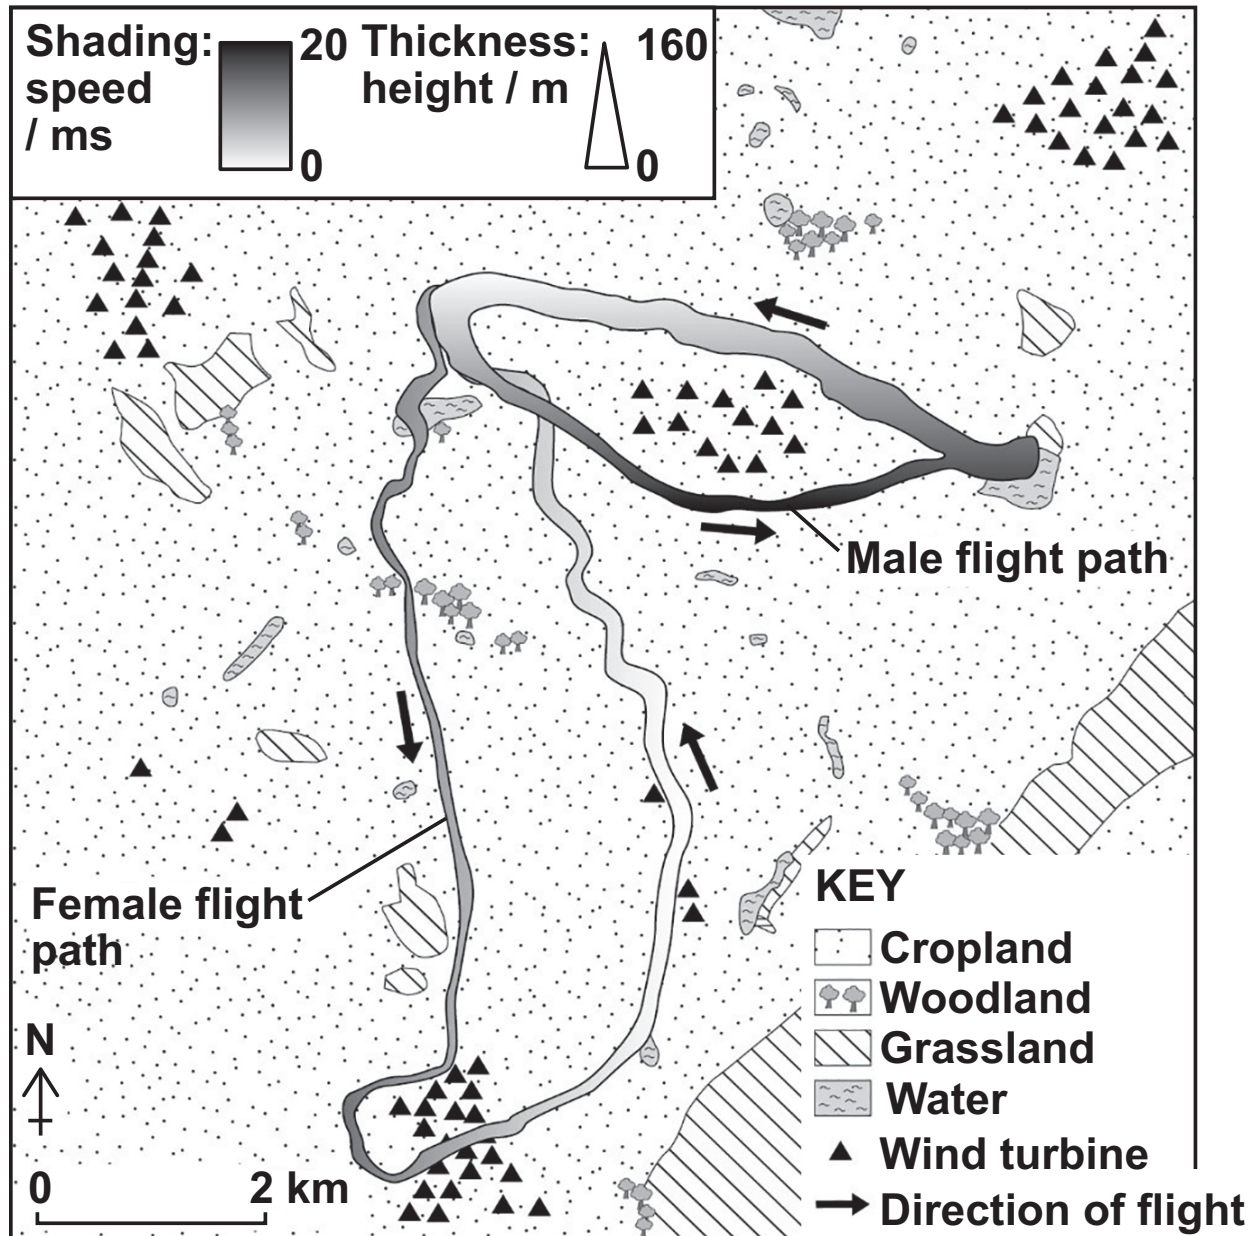 Shading:
speed
/ ms
20
0
Thickness:
height / m
160
0
Male flight path
Female flight
path
N
0 2 km
KEY
Cropland
Woodland
Grassland
Water
Wind turbine
Direction of flight